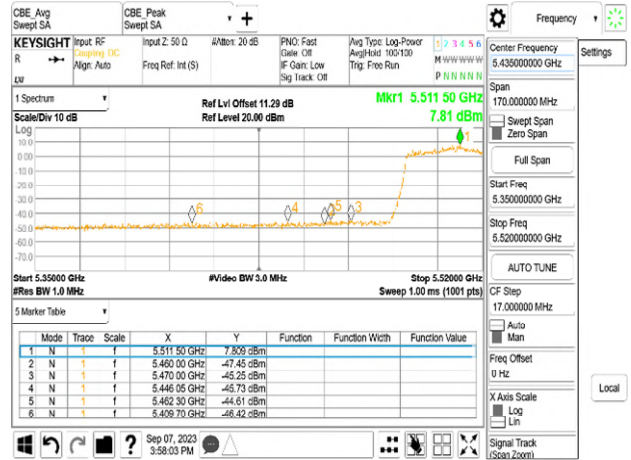 CBE_Avg
Swept SA
CBE_Peak
Swept SA
Frequency
KEYSIGHT
R
Input: RF
Coupling: DC
Align: Auto
Input Z: 50 Ω
Freq Ref: Int (S)
#Atten: 20 dB
PNO: Fast
Gate: Off
IF Gain: Low
Sig Track: Off
Avg Type: Log-Power
Avg|Hold: 100/100
Trig: Free Run
1 2 3 4 5 6
M W W W W W
P N N N N N
Settings
Center Frequency
5.435000000 GHz
Span
170.000000 MHz
Swept Span
Zero Span
Full Span
Start Freq
5.350000000 GHz
Stop Freq
5.520000000 GHz
AUTO TUNE
CF Step
17.000000 MHz
Auto
Man
Freq Offset
0 Hz
X Axis Scale
Log
Lin
Signal Track
(Span Zoom)
Local
1 Spectrum
Scale/Div 10 dB
Ref Lvl Offset 11.29 dB
Ref Level 20.00 dBm
Mkr1 5.511 50 GHz
7.81 dBm
Log
10.0
0.00
-10.0
-20.0
-30.0
-40.0
-50.0
-60.0
-70.0
1
6
4
5
3
Start 5.35000 GHz
#Res BW 1.0 MHz
#Video BW 3.0 MHz
Stop 5.52000 GHz
Sweep 1.00 ms (1001 pts)
5 Marker Table
Mode Trace Scale X Y Function Function Width Function Value
1 N 1 f 5.511 50 GHz 7.809 dBm
2 N 1 f 5.460 00 GHz -47.45 dBm
3 N 1 f 5.470 00 GHz -45.25 dBm
4 N 1 f 5.446 05 GHz -45.73 dBm
5 N 1 f 5.462 30 GHz -44.61 dBm
6 N 1 f 5.409 70 GHz -46.42 dBm
?
Sep 07, 2023
3:58:03 PM